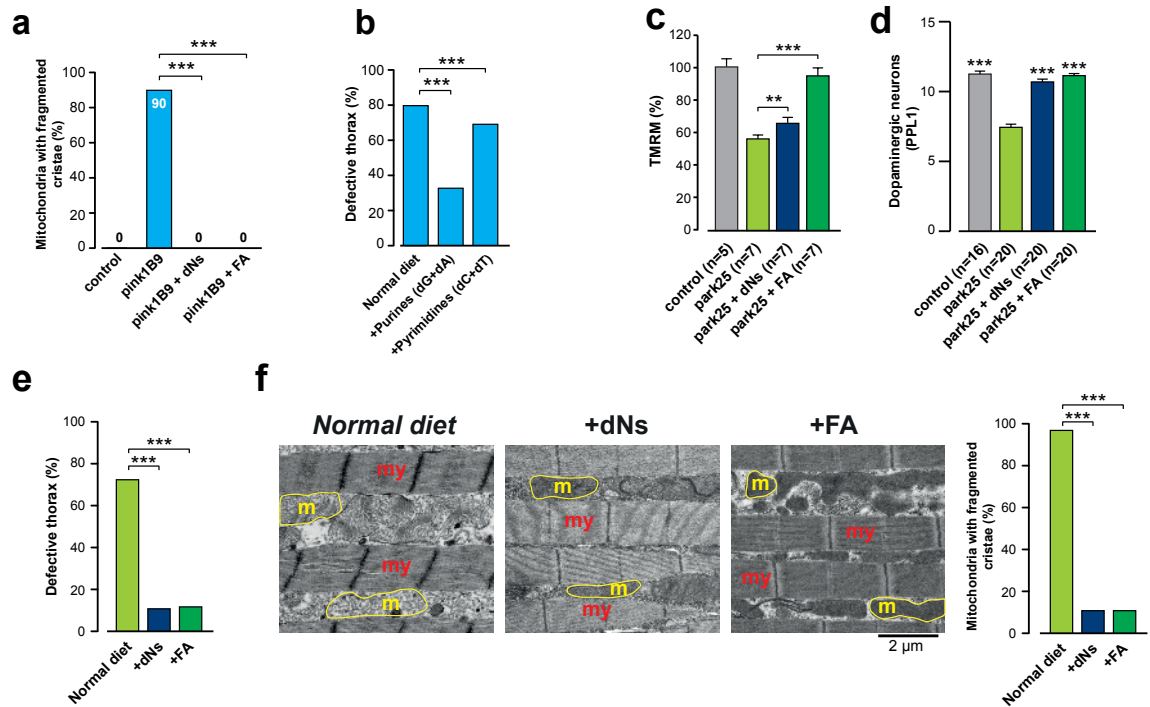 a
Mitochondria with fragmented
cristae (%)
100
80
60
40
20
0
***
***
0
90
0
0
control
pink1B9
pink1B9 + dNs
pink1B9 + FA
b
Defective thorax (%)
100
80
60
40
20
0
***
***
Normal diet
+Purines (dG+dA)
+Pyrimidines (dC+dT)
c
TMRM (%)
120
100
80
60
40
20
0
***
**
control (n=5)
park25 (n=7)
park25 + dNs (n=7)
park25 + FA (n=7)
d
Dopaminergic neurons
(PPL1)
15
10
5
0
***
***
***
control (n=16)
park25 (n=20)
park25 + dNs (n=20)
park25 + FA (n=20)
e
Defective thorax (%)
100
80
60
40
20
0
***
***
Normal diet
+dNs
+FA
f
Normal diet
my
m
my
m
+dNs
m
my
m
my
+FA
m
my
my
m
2 µm
Mitochondria with fragmented
cristae (%)
100
80
60
40
20
0
***
***
Normal diet
+dNs
+FA